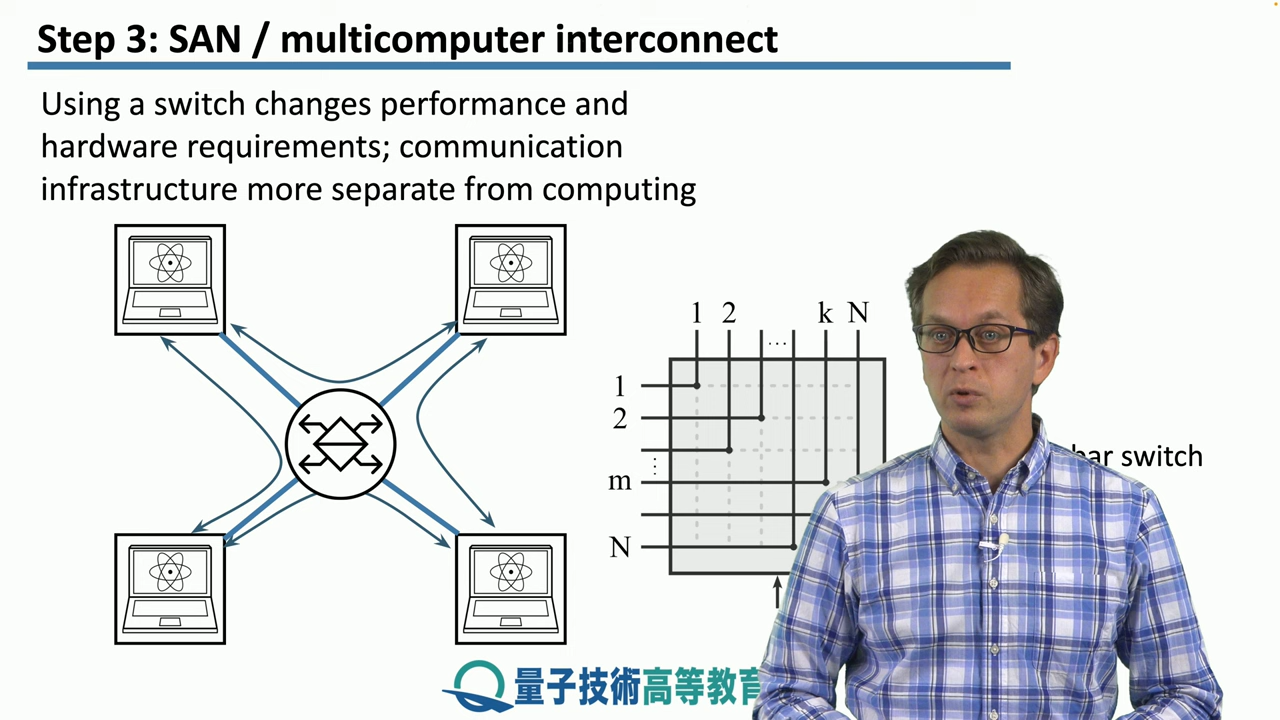 Step 3: SAN / multicomputer interconnect
Using a switch changes performance and
hardware requirements; communication
infrastructure more separate from computing
1 2 ... k N
1
2
⋮
m
N
switch
量子技術高等教育